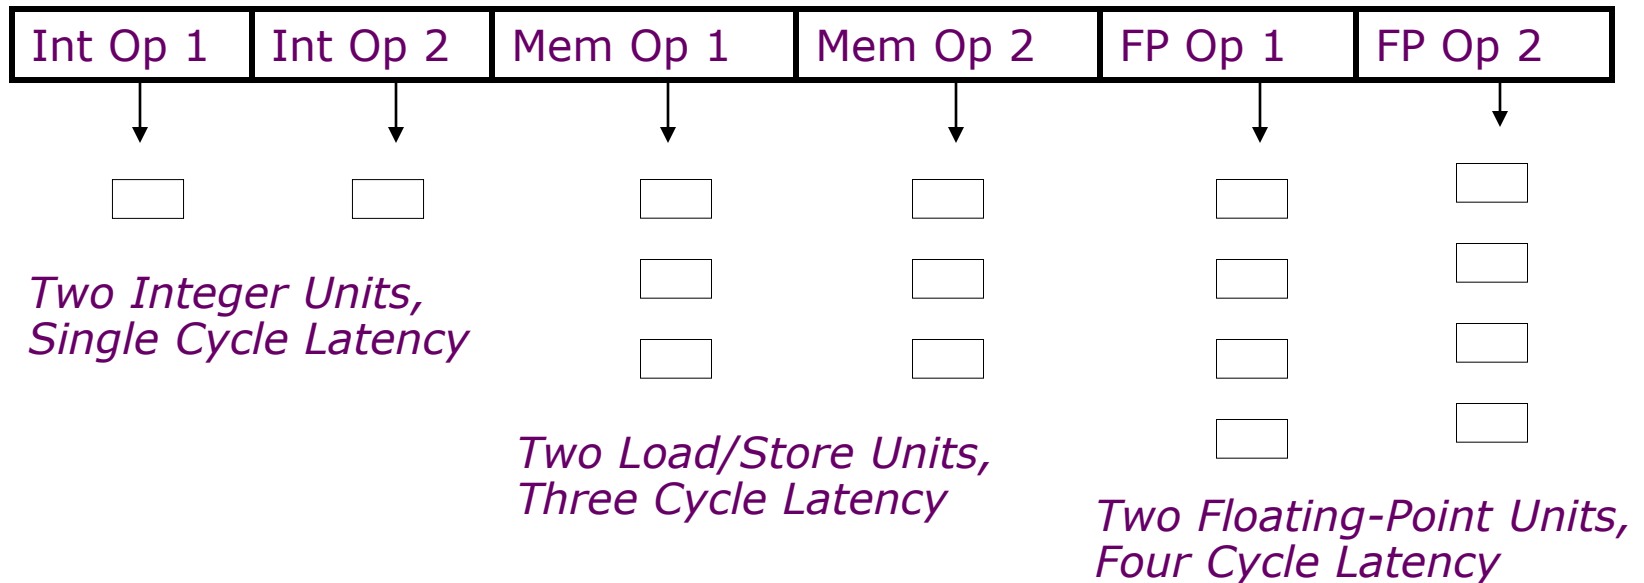 Int Op 1 Int Op 2 Mem Op 1 Mem Op 2 FP Op 1 FP Op 2
Two Integer Units,
Single Cycle Latency
Two Load/Store Units,
Three Cycle Latency
Two Floating-Point Units,
Four Cycle Latency